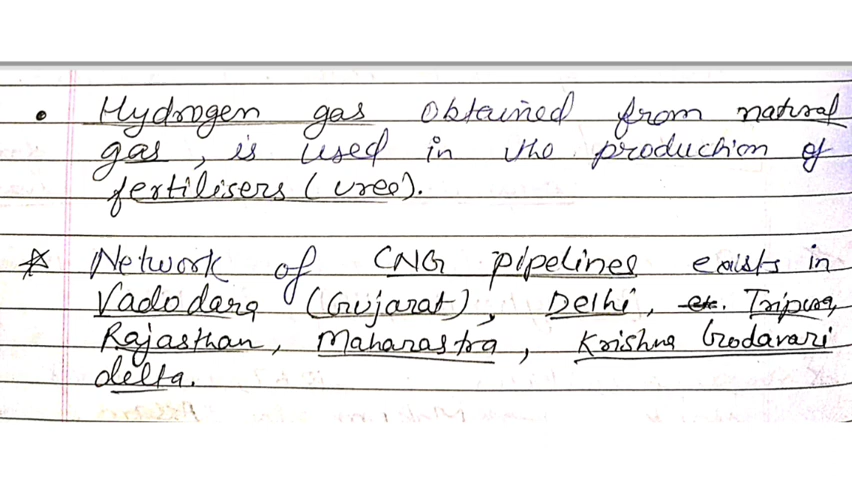 • Hydrogen gas obtained from natural
gas, is used in the production of
fertilisers (urea).
☆ Network of CNG pipelines exists in
Vadodara (Gujarat), Delhi, etc. Tripura,
Rajasthan, Maharastra, Krishna Godavari
delta.